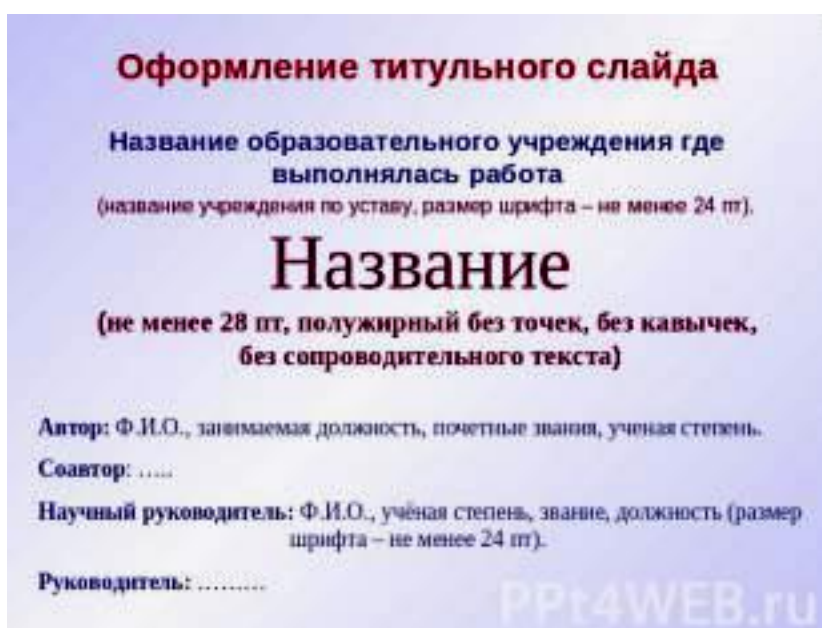 Оформление титульного слайда
Название образовательного учреждения где
выполнялась работа
(название учреждения по уставу, размер шрифта – не менее 24 пт).
Название
(не менее 28 пт, полужирный без точек, без кавычек,
без сопроводительного текста)
Автор: Ф.И.О., занимаемая должность, почетные звания, ученая степень.
Соавтор: …..
Научный руководитель: Ф.И.О., учёная степень, звание, должность (размер
шрифта – не менее 24 пт).
Руководитель: ………
PPt4WEB.ru